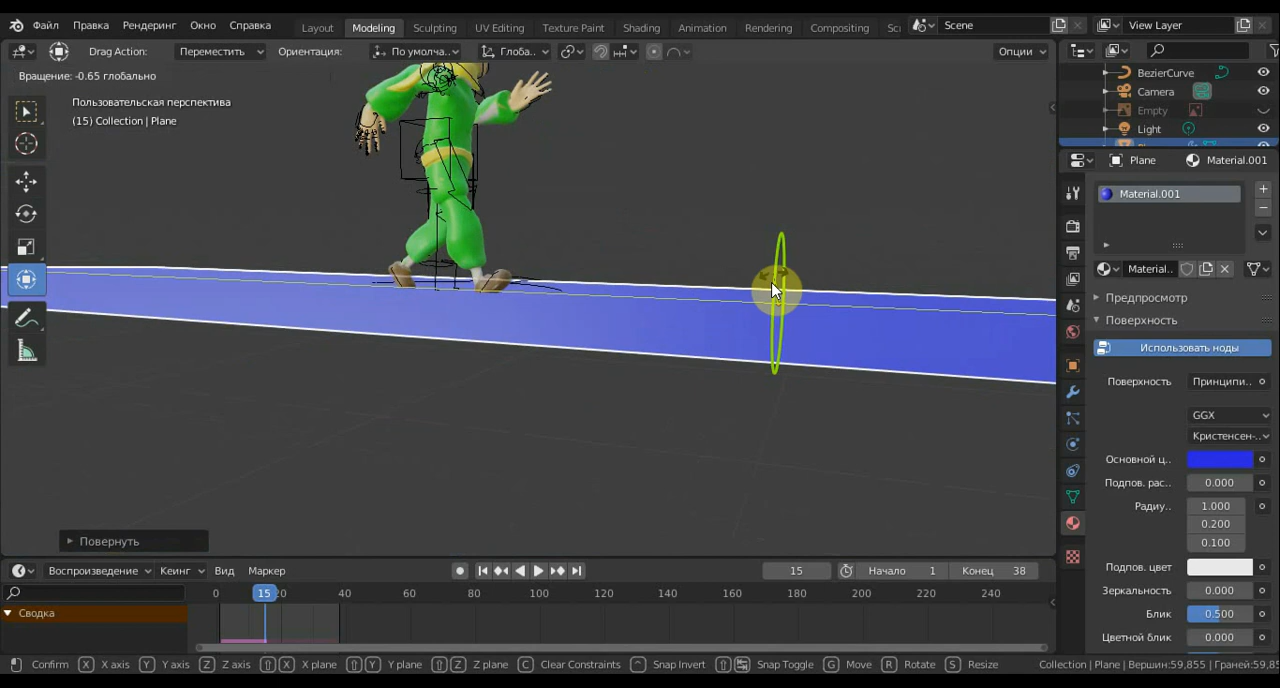 Файл Правка Рендеринг Окно Справка Layout Modeling Sculpting UV Editing Texture Paint Shading Animation Rendering Compositing Scene View Layer
Drag Action: Переместить Ориентация: По умолча... Глоба.. Опции
Вращение: -0.65 глобально
Пользовательская перспектива
(15) Collection | Plane
BezierCurve
Camera
Empty
Light
Plane Material.001
Material.001
Material..
Предпросмотр
Поверхность
Использовать ноды
Поверхность Принципи..
GGX
Кристенсен-..
Основной ц..
Подпов. рас.. 0.000
Радиу.. 1.000
0.200
0.100
Подпов. цвет
Зеркальность 0.000
Блик 0.500
Цветной блик 0.000
Повернуть
Воспроизведение Кеинг Вид Маркер 15 Начало 1 Конец 38
0 15 20 40 60 80 100 120 140 160 180 200 220 240
Сводка
Confirm X X axis Y Y axis Z Z axis X X plane Y Y plane Z Z plane C Clear Constraints Snap Invert Snap Toggle G Move R Rotate S Resize Collection | Plane | Вершин:59,855 | Граней:59,85